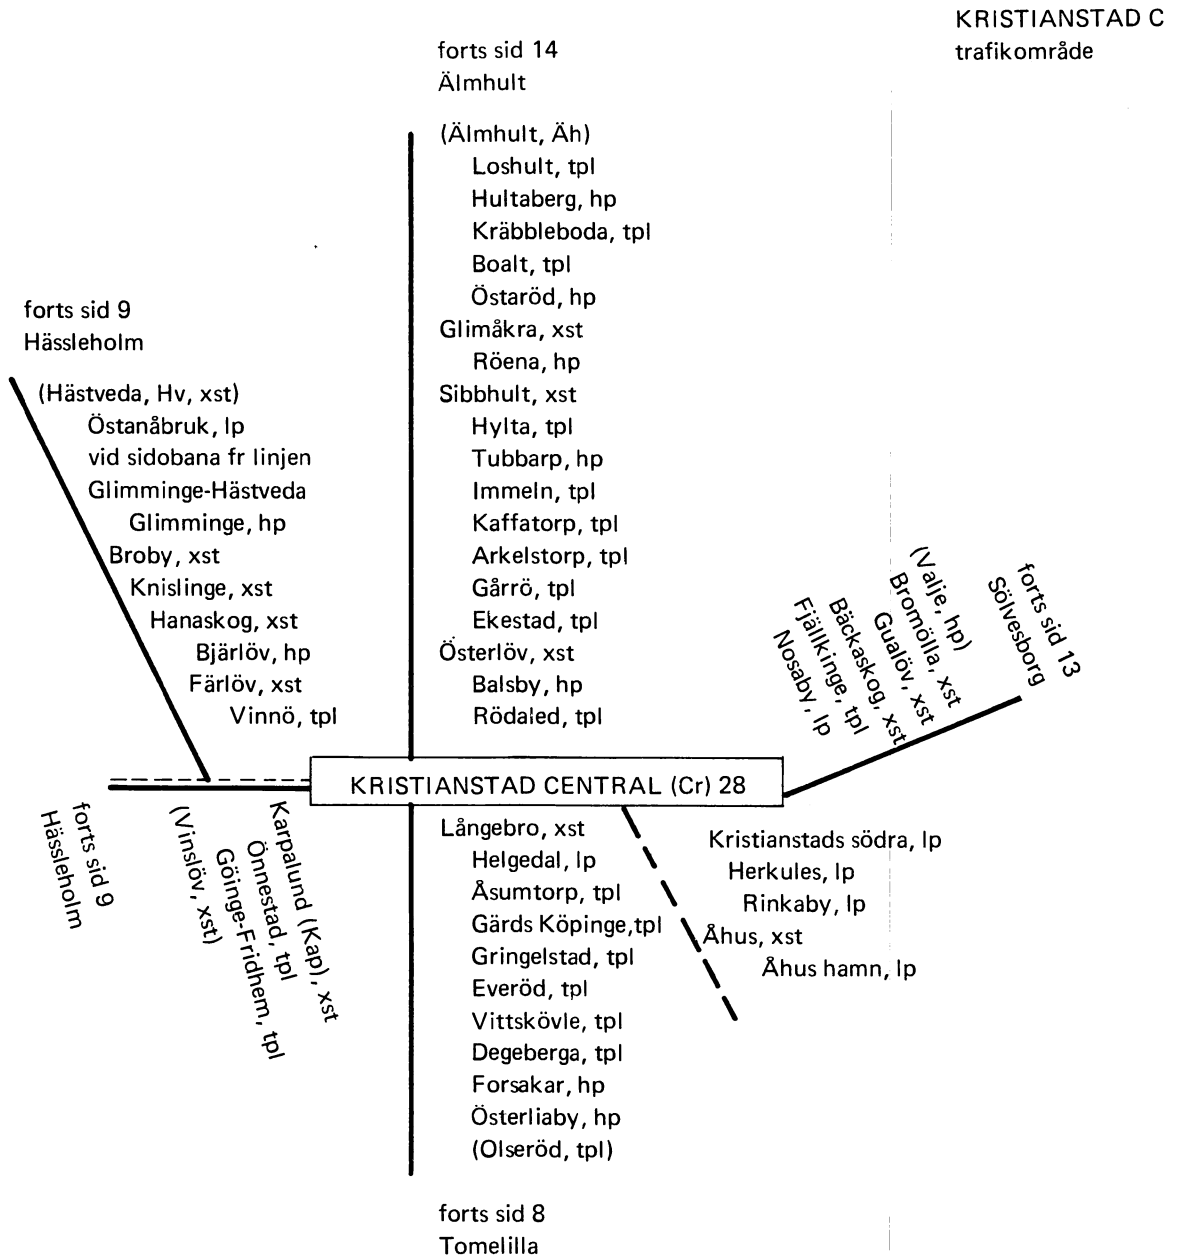 KRISTIANSTAD C
trafikområde
forts sid 14
Älmhult
(Älmhult, Äh)
Loshult, tpl
Hultaberg, hp
Kräbbleboda, tpl
Boalt, tpl
Östaröd, hp
Glimåkra, xst
Röena, hp
Sibbhult, xst
Hylta, tpl
Tubbarp, hp
Immeln, tpl
Kaffatorp, tpl
Arkelstorp, tpl
Gårrö, tpl
Ekestad, tpl
Österlöv, xst
Balsby, hp
Rödaled, tpl
forts sid 9
Hässleholm
(Hästveda, Hv, xst)
Östanåbruk, lp
vid sidobana fr linjen
Glimminge-Hästveda
Glimminge, hp
Broby, xst
Knislinge, xst
Hanaskog, xst
Bjärlöv, hp
Färlöv, xst
Vinnö, tpl
forts sid 13
Sölvesborg
(Valje, hp)
Bromölla, xst
Gualöv, xst
Bäckaskog, xst
Fjällkinge, tpl
Nosaby, lp
KRISTIANSTAD CENTRAL (Cr) 28
forts sid 9
Hässleholm
Karpalund (Kap), xst
Önnestad, tpl
Göinge-Fridhem, tpl
(Vinslöv, xst)
Långebro, xst
Helgedal, lp
Åsumtorp, tpl
Gärds Köpinge,tpl
Gringelstad, tpl
Everöd, tpl
Vittskövle, tpl
Degeberga, tpl
Forsakar, hp
Österliaby, hp
(Olseröd, tpl)
Kristianstads södra, lp
Herkules, lp
Rinkaby, lp
Åhus, xst
Åhus hamn, lp
forts sid 8
Tomelilla